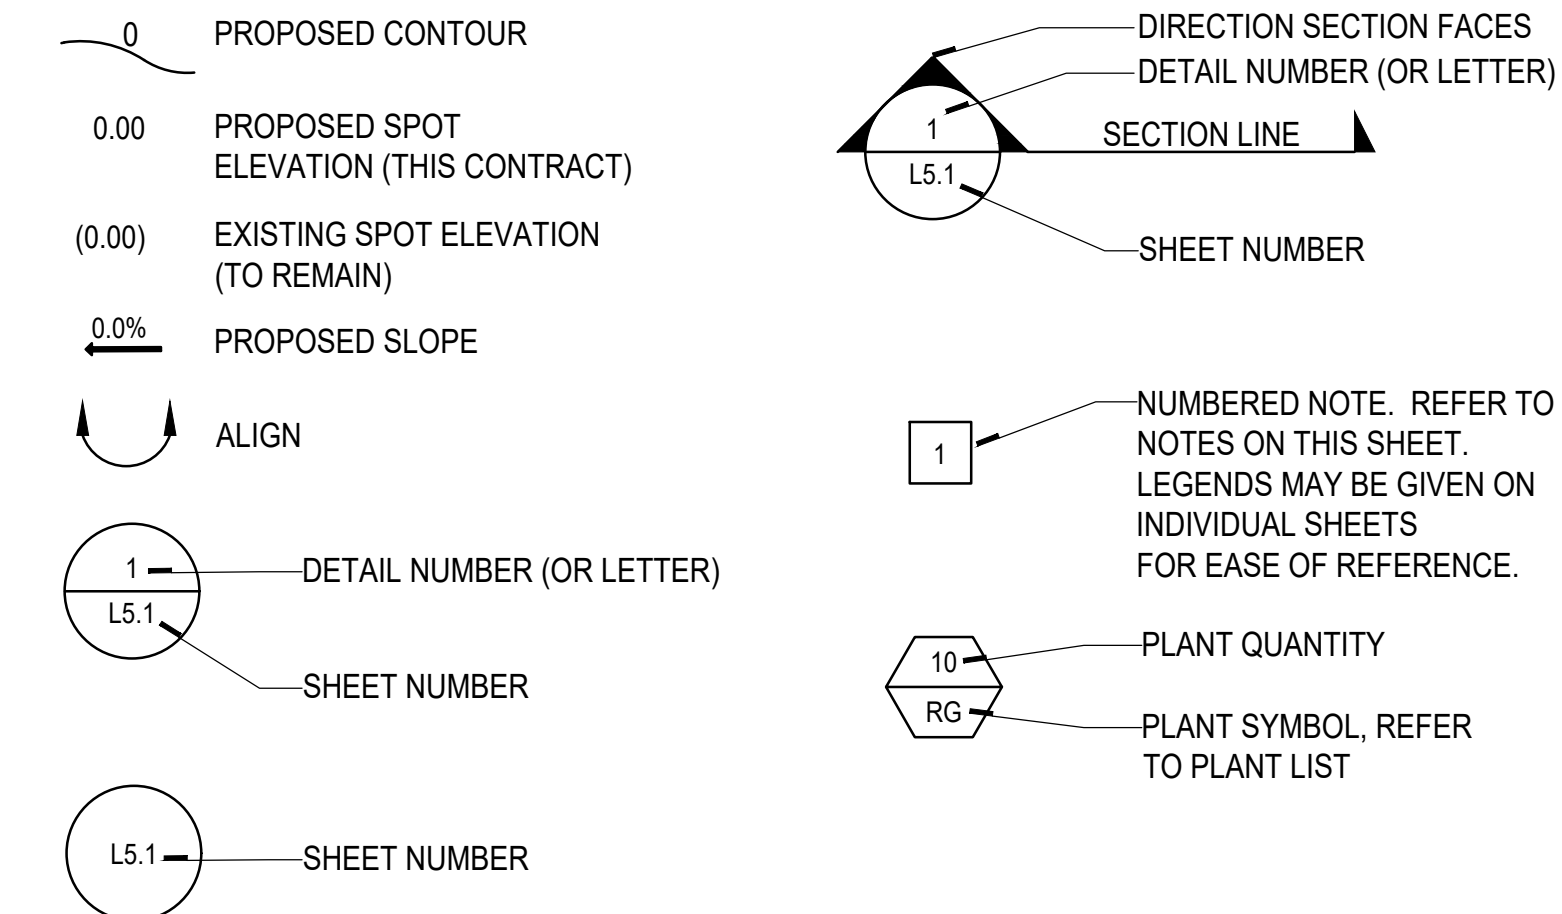 0 PROPOSED CONTOUR
0.00 PROPOSED SPOT
ELEVATION (THIS CONTRACT)
(0.00) EXISTING SPOT ELEVATION
(TO REMAIN)
0.0% PROPOSED SLOPE
ALIGN
1 DETAIL NUMBER (OR LETTER)
L5.1
SHEET NUMBER
L5.1 SHEET NUMBER
DIRECTION SECTION FACES
DETAIL NUMBER (OR LETTER)
1 SECTION LINE
L5.1
SHEET NUMBER
NUMBERED NOTE. REFER TO
1 NOTES ON THIS SHEET.
LEGENDS MAY BE GIVEN ON
INDIVIDUAL SHEETS
FOR EASE OF REFERENCE.
10 PLANT QUANTITY
RG PLANT SYMBOL, REFER
TO PLANT LIST